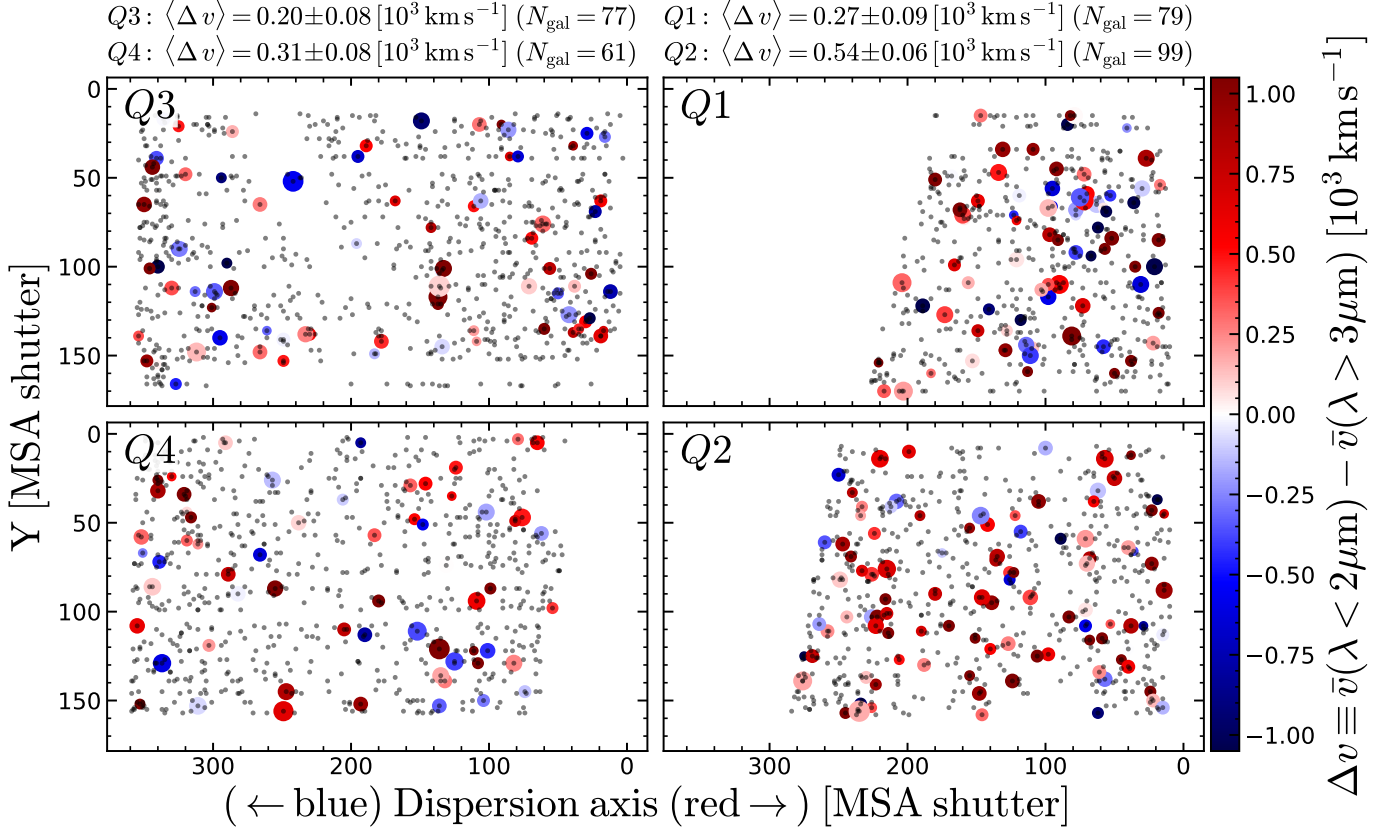 Q3: ⟨Δv⟩=0.20±0.08 [10³ km s⁻¹] (N_gal=77)
Q4: ⟨Δv⟩=0.31±0.08 [10³ km s⁻¹] (N_gal=61)
Q1: ⟨Δv⟩=0.27±0.09 [10³ km s⁻¹] (N_gal=79)
Q2: ⟨Δv⟩=0.54±0.06 [10³ km s⁻¹] (N_gal=99)
Q3
0
50
100
150
Q1
Q4
0
50
100
150
Q2
300 200 100 0
300 200 100 0
(←blue) Dispersion axis (red→) [MSA shutter]
Y [MSA shutter]
1.00
0.75
0.50
0.25
0.00
−0.25
−0.50
−0.75
−1.00
Δv ≡ v̄(λ < 2μm) − v̄(λ > 3μm) [10³ km s⁻¹]